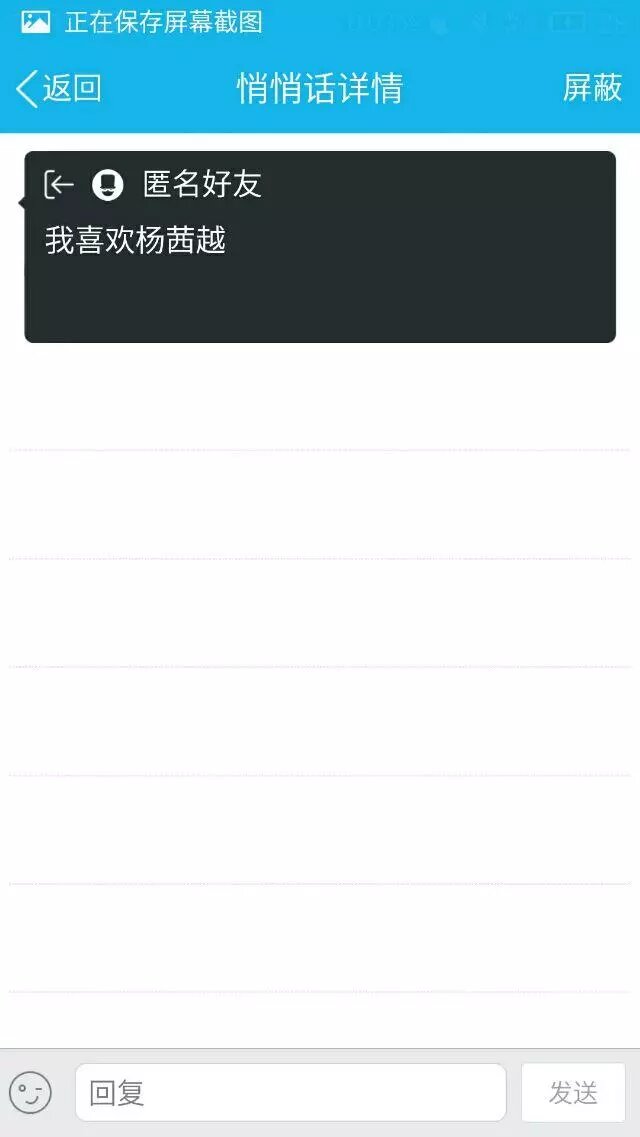 正在保存屏幕截图
返回 悄悄话详情 屏蔽
匿名好友
我喜欢杨茜越
回复 发送